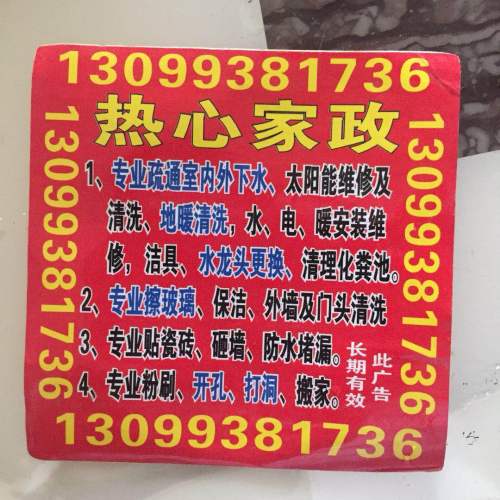 13099381736
热心家政
13099381736
13099381736
1、专业疏通室内外下水、太阳能维修及
清洗、地暖清洗，水、电、暖安装维
修，洁具、水龙头更换、清理化粪池。
2、专业擦玻璃、保洁、外墙及门头清洗
3、专业贴瓷砖、砸墙、防水堵漏。
4、专业粉刷、开孔、打洞、搬家。
此广告
长期有效
13099381736